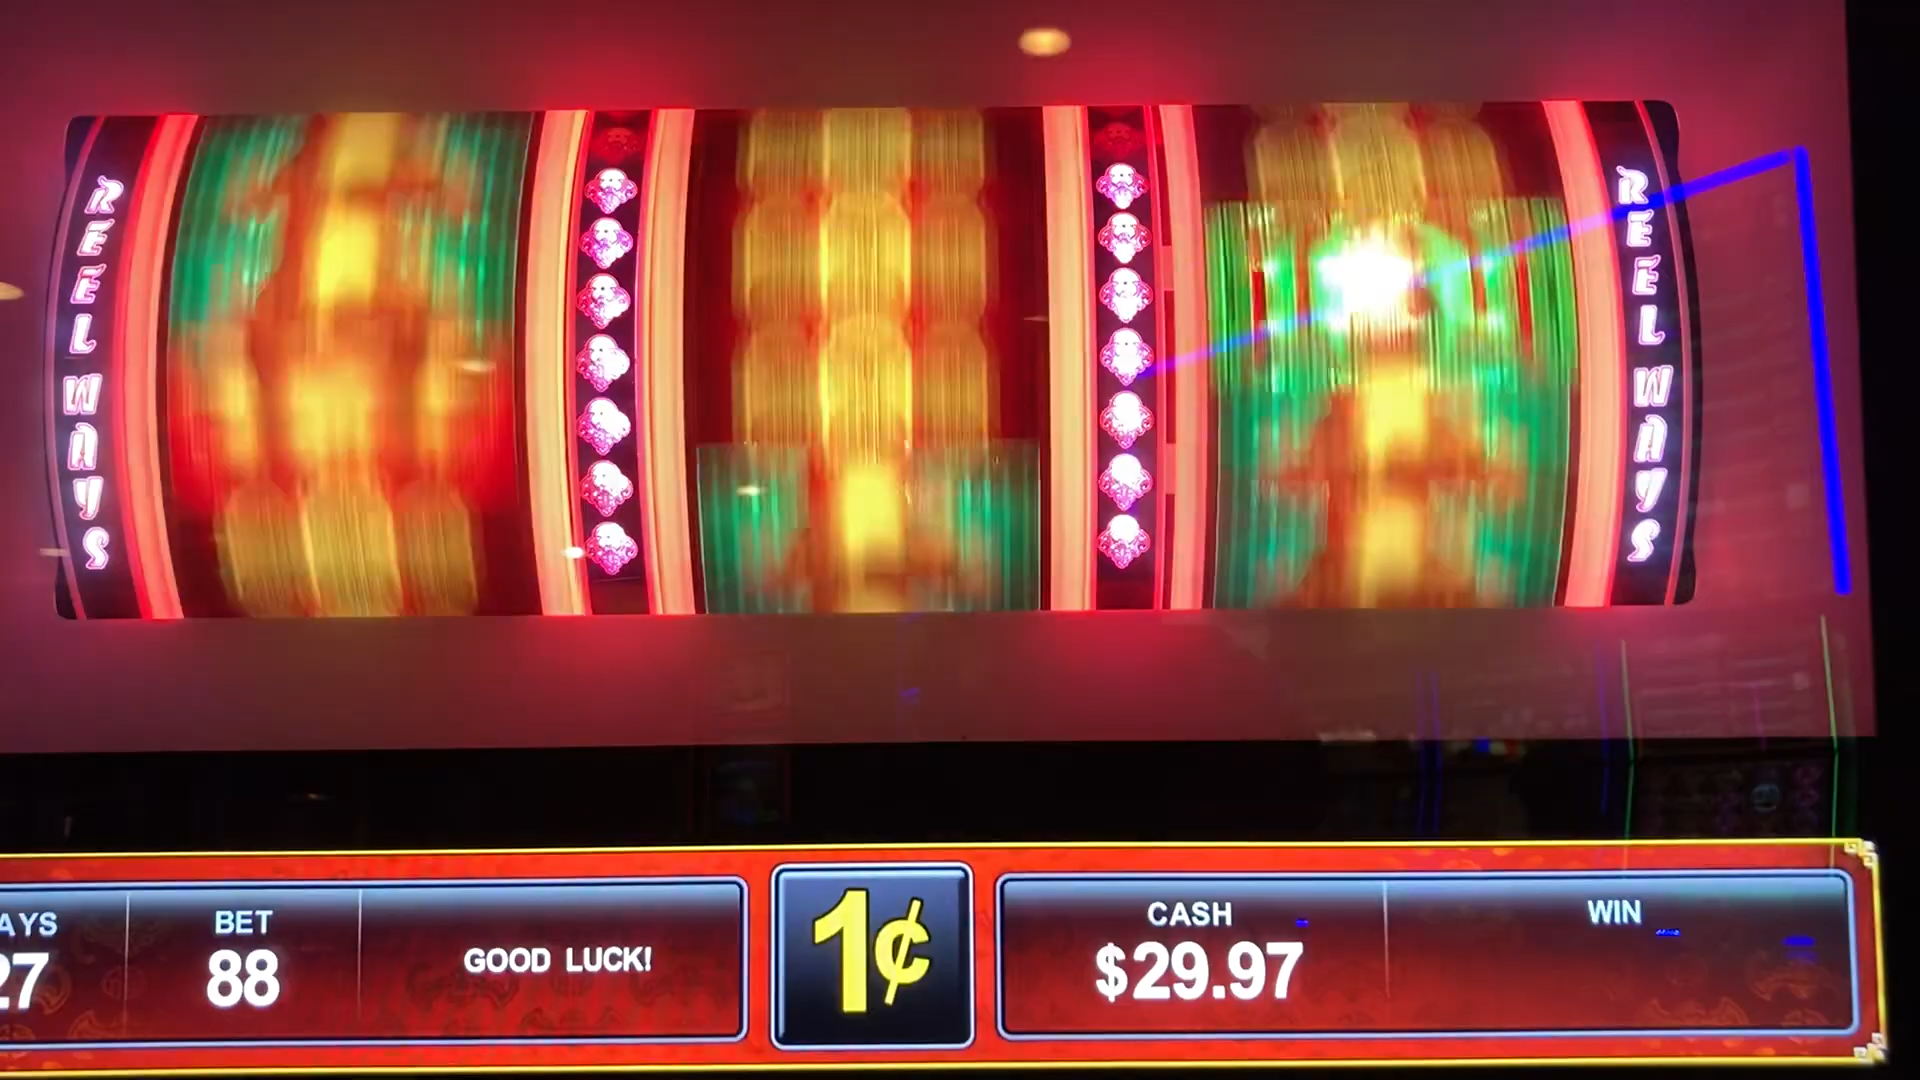 REEL WAYS
REEL WAYS
AYS
27
BET
88
GOOD LUCK!
1¢
CASH
$29.97
WIN